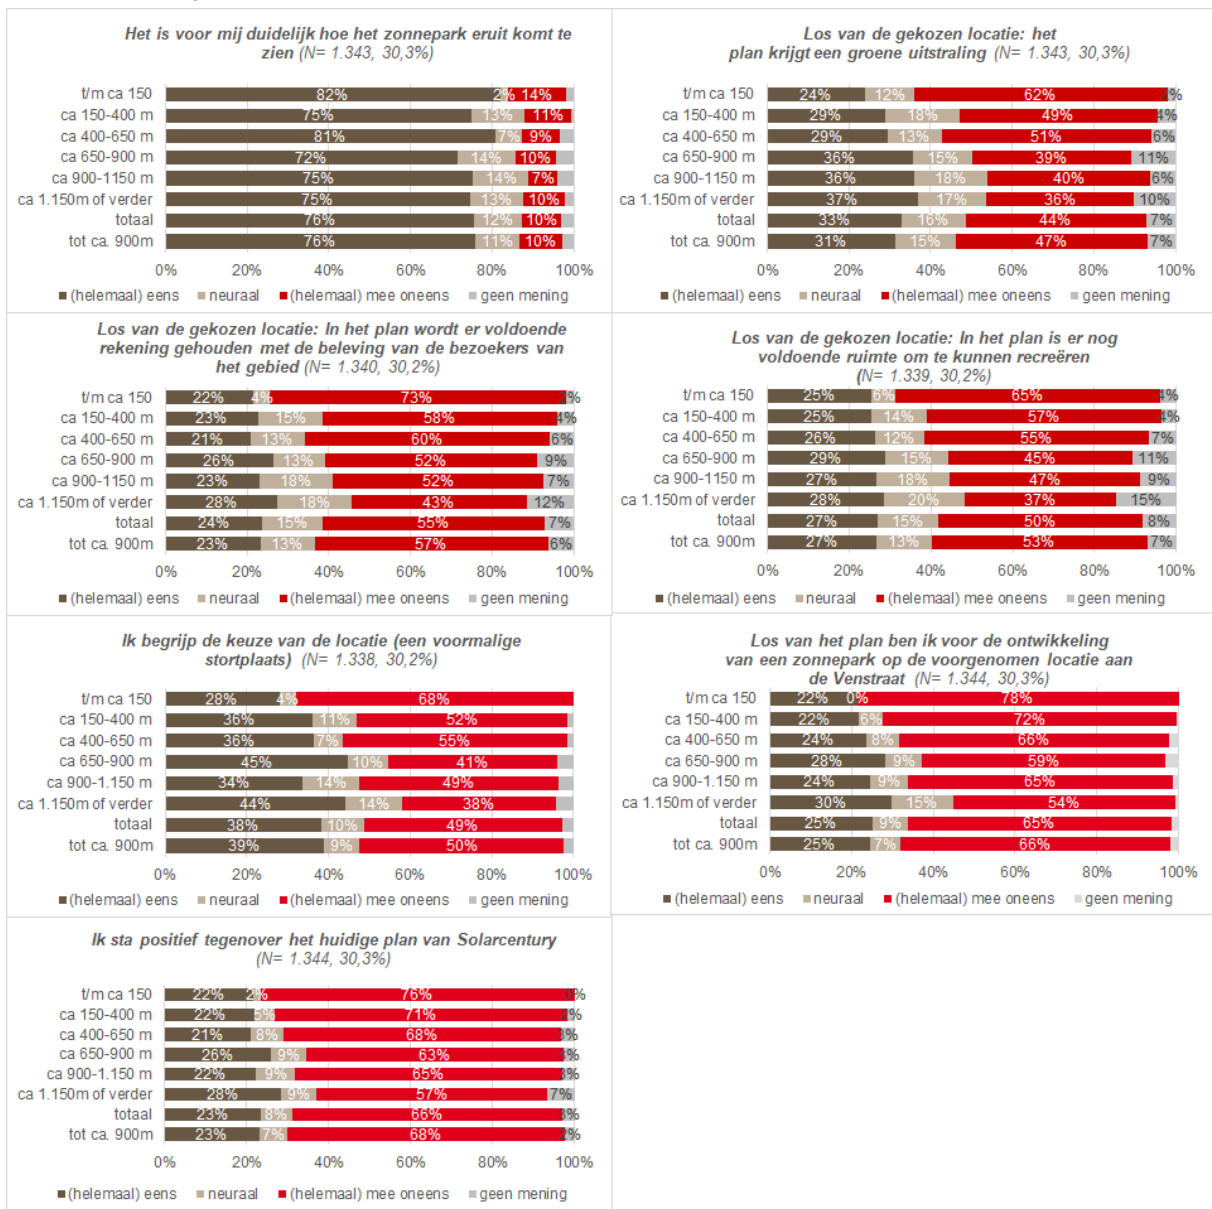 Het is voor mij duidelijk hoe het zonnepark eruit komt te
zien (N= 1.343, 30,3%)
t/m ca 150 82% 2% 14%
ca 150-400 m 75% 13% 11%
ca 400-650 m 81% 7% 9%
ca 650-900 m 72% 14% 10%
ca 900-1150 m 75% 14% 7%
ca 1.150m of verder 75% 13% 10%
totaal 76% 12% 10%
tot ca. 900m 76% 11% 10%
0% 20% 40% 60% 80% 100%
(helemaal) eens neuraal (helemaal) mee oneens geen mening
Los van de gekozen locatie: het
plan krijgt een groene uitstraling (N= 1.343, 30,3%)
t/m ca 150 24% 12% 62% 2%
ca 150-400 m 29% 18% 49% 4%
ca 400-650 m 29% 13% 51% 6%
ca 650-900 m 36% 15% 39% 11%
ca 900-1150 m 36% 18% 40% 6%
ca 1.150m of verder 37% 17% 36% 10%
totaal 33% 16% 44% 7%
tot ca. 900m 31% 15% 47% 7%
0% 20% 40% 60% 80% 100%
(helemaal) eens neuraal (helemaal) mee oneens geen mening
Los van de gekozen locatie: In het plan wordt er voldoende
rekening gehouden met de beleving van de bezoekers van
het gebied (N= 1.340, 30,2%)
t/m ca 150 22% 4% 73% 2%
ca 150-400 m 23% 15% 58% 4%
ca 400-650 m 21% 13% 60% 6%
ca 650-900 m 26% 13% 52% 9%
ca 900-1150 m 23% 18% 52% 7%
ca 1.150m of verder 28% 18% 43% 12%
totaal 24% 15% 55% 7%
tot ca. 900m 23% 13% 57% 6%
0% 20% 40% 60% 80% 100%
(helemaal) eens neuraal (helemaal) mee oneens geen mening
Los van de gekozen locatie: In het plan is er nog
voldoende ruimte om te kunnen recreëren
(N= 1.339, 30,2%)
t/m ca 150 25% 6% 65% 4%
ca 150-400 m 25% 14% 57% 4%
ca 400-650 m 26% 12% 55% 7%
ca 650-900 m 29% 15% 45% 11%
ca 900-1150 m 27% 18% 47% 9%
ca 1.150m of verder 28% 20% 37% 15%
totaal 27% 15% 50% 8%
tot ca. 900m 27% 13% 53% 7%
0% 20% 40% 60% 80% 100%
(helemaal) eens neuraal (helemaal) mee oneens geen mening
Ik begrijp de keuze van de locatie (een voormalige
stortplaats) (N= 1.338, 30,2%)
t/m ca 150 28% 4% 68%
ca 150-400 m 36% 11% 52%
ca 400-650 m 36% 7% 55%
ca 650-900 m 45% 10% 41%
ca 900-1.150 m 34% 14% 49%
ca 1.150m of verder 44% 14% 38%
totaal 38% 10% 49%
tot ca. 900m 39% 9% 50%
0% 20% 40% 60% 80% 100%
(helemaal) eens neuraal (helemaal) mee oneens geen mening
Los van het plan ben ik voor de ontwikkeling
van een zonnepark op de voorgenomen locatie aan
de Venstraat (N= 1.344, 30,3%)
t/m ca 150 22% 0% 78%
ca 150-400 m 22% 6% 72%
ca 400-650 m 24% 8% 66%
ca 650-900 m 28% 9% 59%
ca 900-1.150 m 24% 9% 65%
ca 1.150m of verder 30% 15% 54%
totaal 25% 9% 65%
tot ca. 900m 25% 7% 66%
0% 20% 40% 60% 80% 100%
(helemaal) eens neuraal (helemaal) mee oneens geen mening
Ik sta positief tegenover het huidige plan van Solarcentury
(N= 1.344, 30,3%)
t/m ca 150 22% 2% 76% 0%
ca 150-400 m 22% 5% 71% 2%
ca 400-650 m 21% 8% 68% 3%
ca 650-900 m 26% 9% 63% 3%
ca 900-1.150 m 22% 9% 65% 3%
ca 1.150m of verder 28% 9% 57% 7%
totaal 23% 8% 66% 3%
tot ca. 900m 23% 7% 68% 2%
0% 20% 40% 60% 80% 100%
(helemaal) eens neuraal (helemaal) mee oneens geen mening